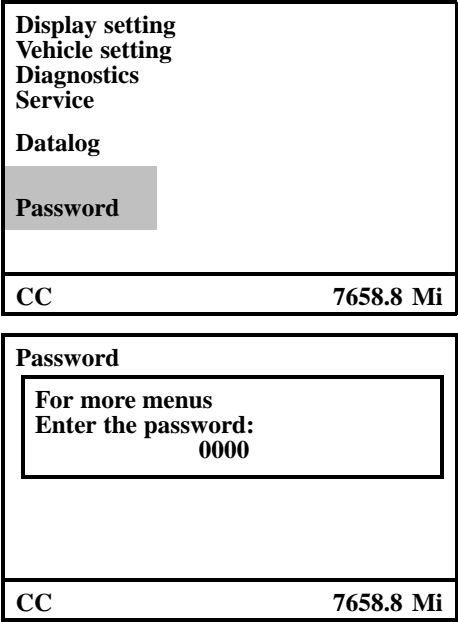 Display setting
Vehicle setting
Diagnostics
Service
Datalog
Password
CC 7658.8 Mi
Password
For more menus
Enter the password:
0000
CC 7658.8 Mi